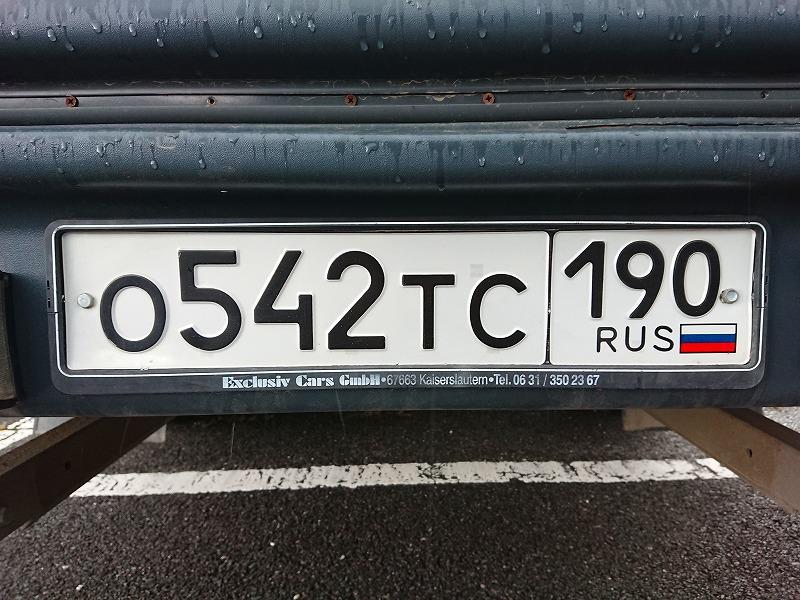 О542ТС 190
RUS
Exclusiv Cars GmbH•67663 Kaiserslautern•Tel. 06 31 / 350 23 67